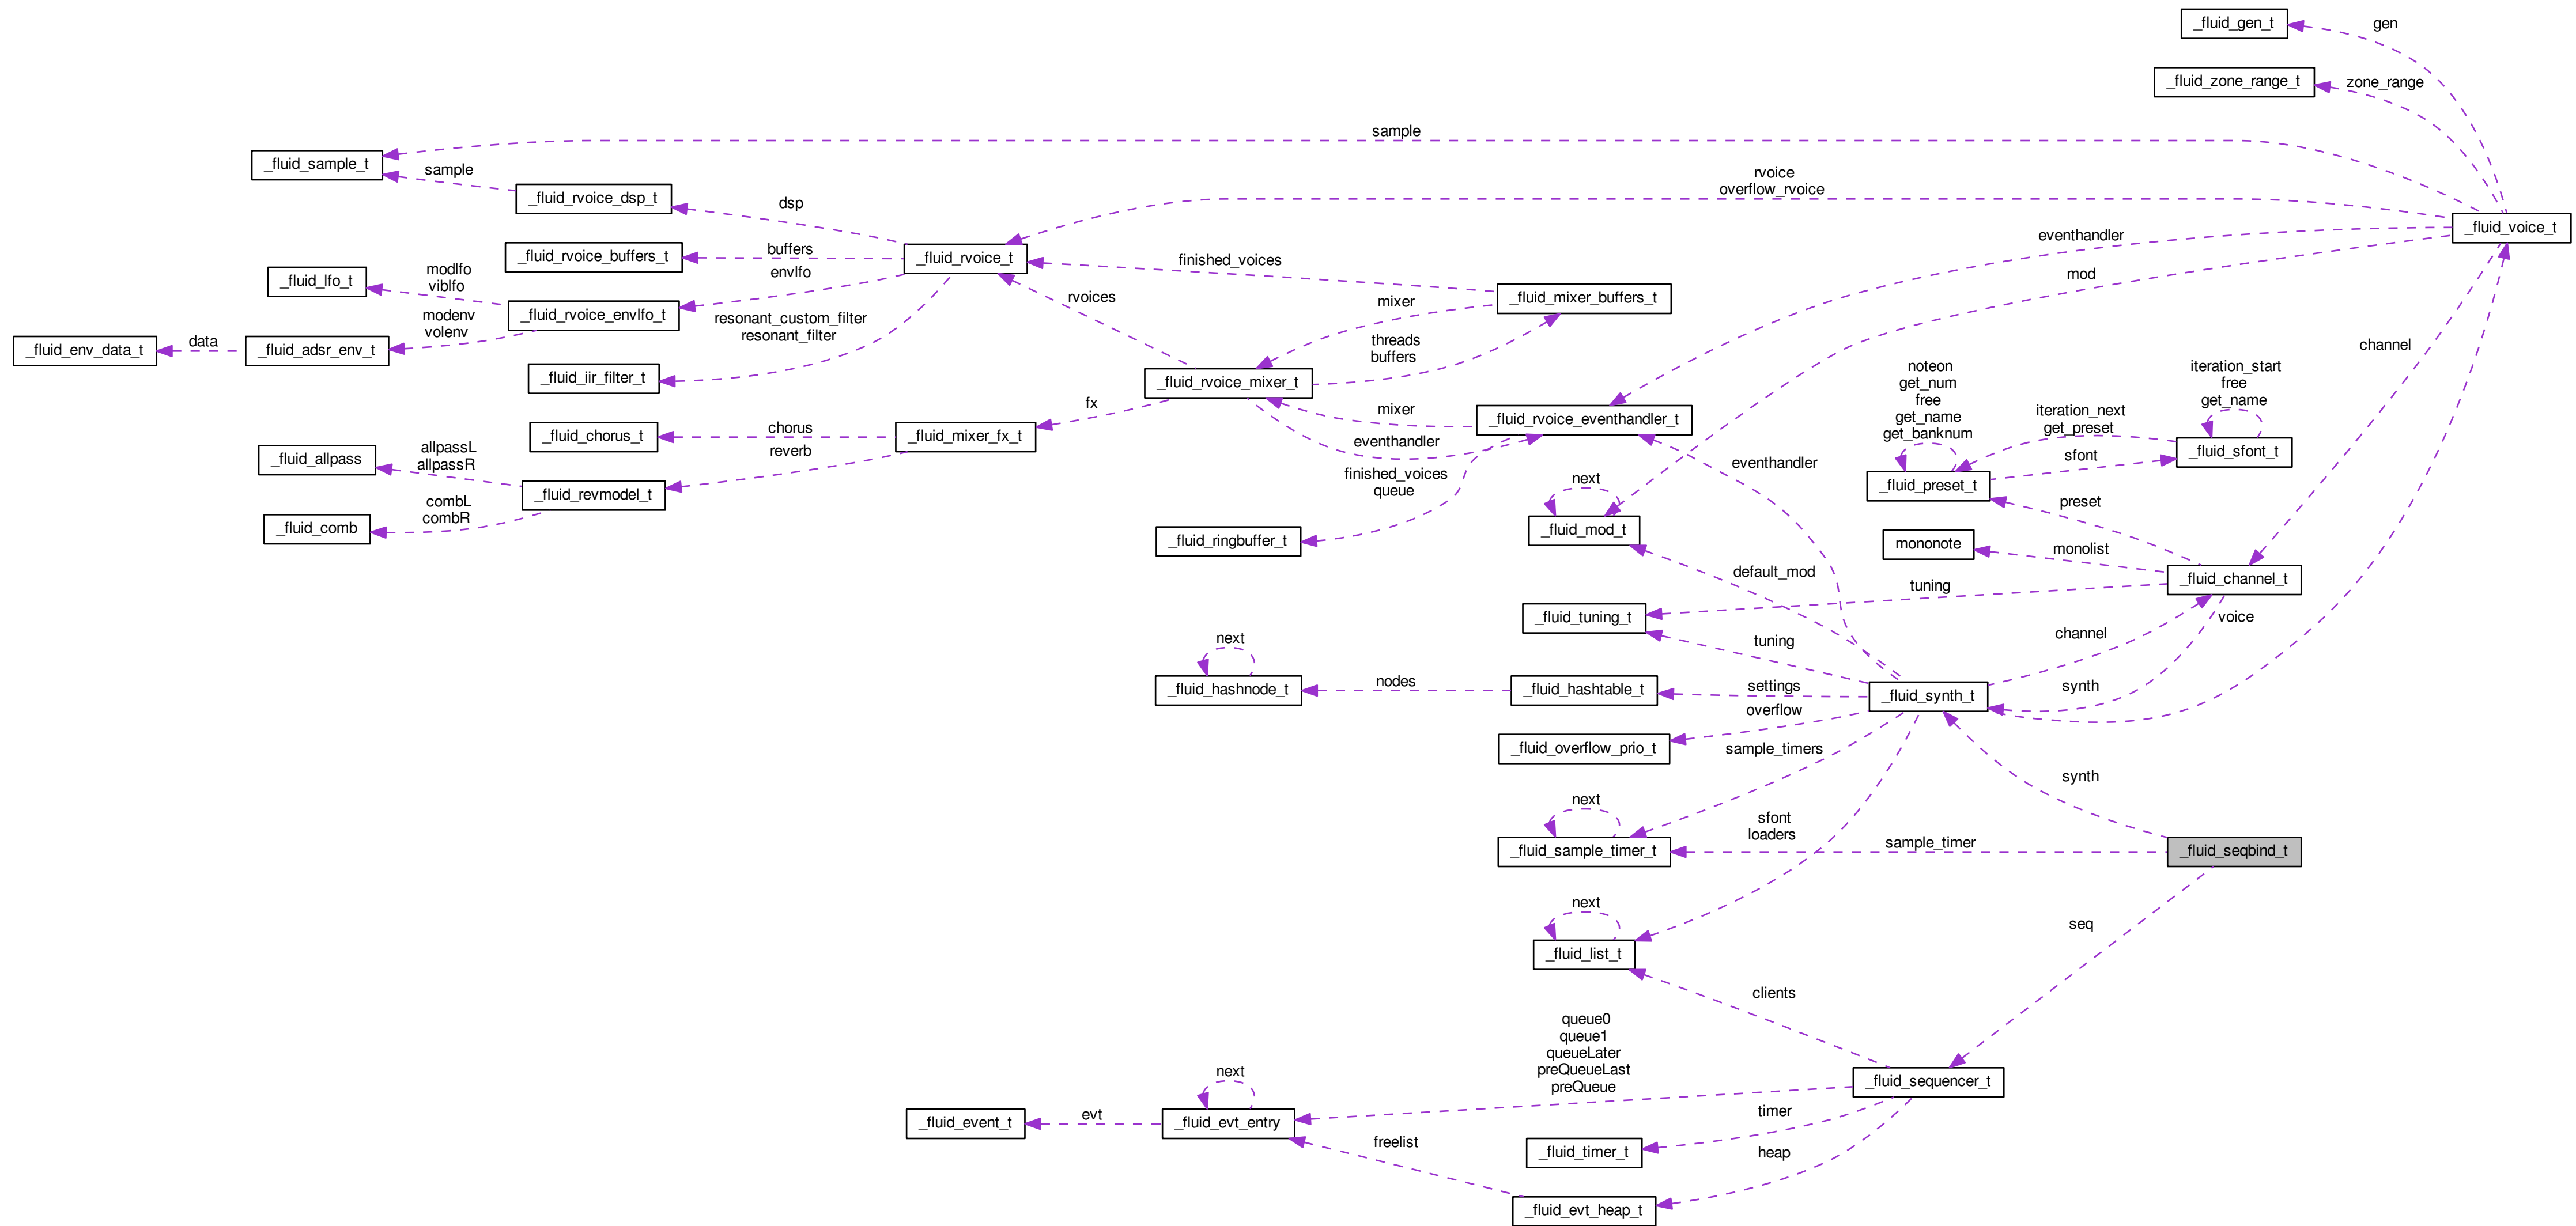 _fluid_gen_t
gen
_fluid_zone_range_t
zone_range
sample
_fluid_sample_t
sample
rvoice
overflow_rvoice
_fluid_rvoice_dsp_t
dsp
_fluid_voice_t
eventhandler
_fluid_rvoice_buffers_t
buffers
_fluid_rvoice_t
finished_voices
mod
_fluid_lfo_t
modlfo
viblfo
envlfo
_fluid_rvoice_envlfo_t
rvoices
mixer
_fluid_mixer_buffers_t
modenv
volenv
resonant_custom_filter
resonant_filter
threads
buffers
channel
_fluid_env_data_t
data
_fluid_adsr_env_t
_fluid_iir_filter_t
_fluid_rvoice_mixer_t
noteon
get_num
free
get_name
get_banknum
iteration_start
free
get_name
fx
mixer
_fluid_rvoice_eventhandler_t
iteration_next
get_preset
_fluid_chorus_t
chorus
_fluid_mixer_fx_t
eventhandler
_fluid_sfont_t
_fluid_allpass
allpassL
allpassR
reverb
sfont
eventhandler
finished_voices
queue
_fluid_preset_t
_fluid_revmodel_t
next
preset
_fluid_comb
combL
combR
_fluid_mod_t
_fluid_ringbuffer_t
mononote
monolist
_fluid_channel_t
default_mod
tuning
_fluid_tuning_t
voice
next
tuning
channel
_fluid_hashnode_t
nodes
_fluid_hashtable_t
settings
_fluid_synth_t
synth
overflow
_fluid_overflow_prio_t
sample_timers
synth
next
sfont
loaders
_fluid_sample_timer_t
sample_timer
_fluid_seqbind_t
next
seq
_fluid_list_t
clients
queue0
queue1
queueLater
preQueueLast
preQueue
next
_fluid_sequencer_t
_fluid_event_t
evt
_fluid_evt_entry
timer
freelist
_fluid_timer_t
heap
_fluid_evt_heap_t